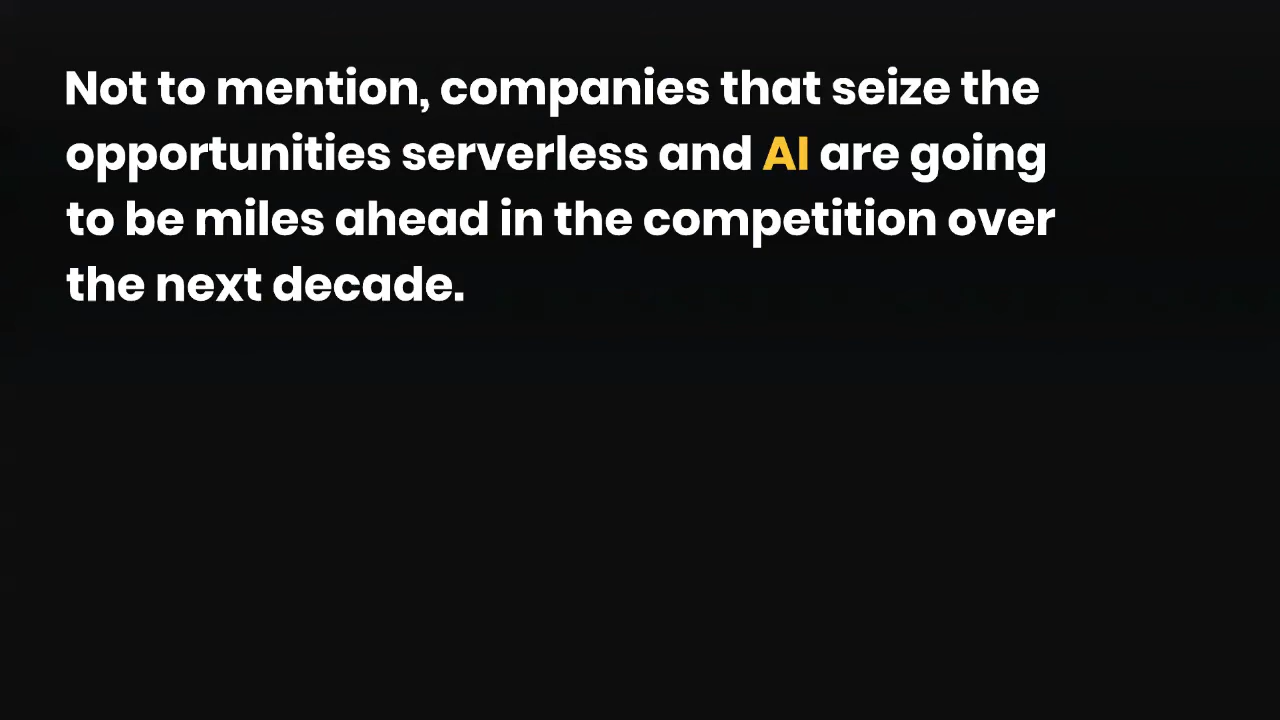 Not to mention, companies that seize the
opportunities serverless and AI are going
to be miles ahead in the competition over
the next decade.